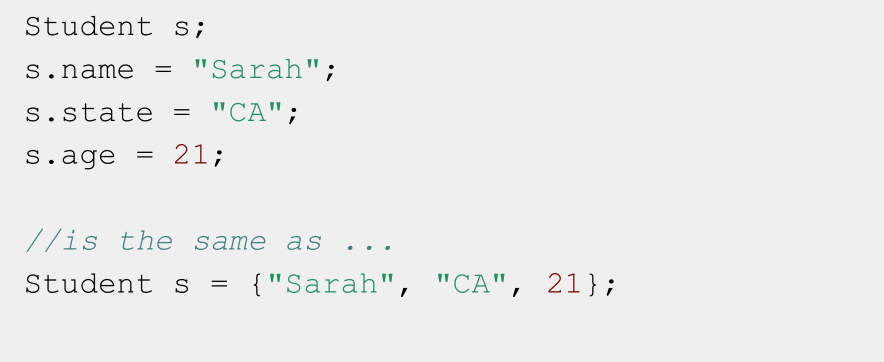 Student s;
s.name = "Sarah";
s.state = "CA";
s.age = 21;
//is the same as ...
Student s = {"Sarah", "CA", 21};